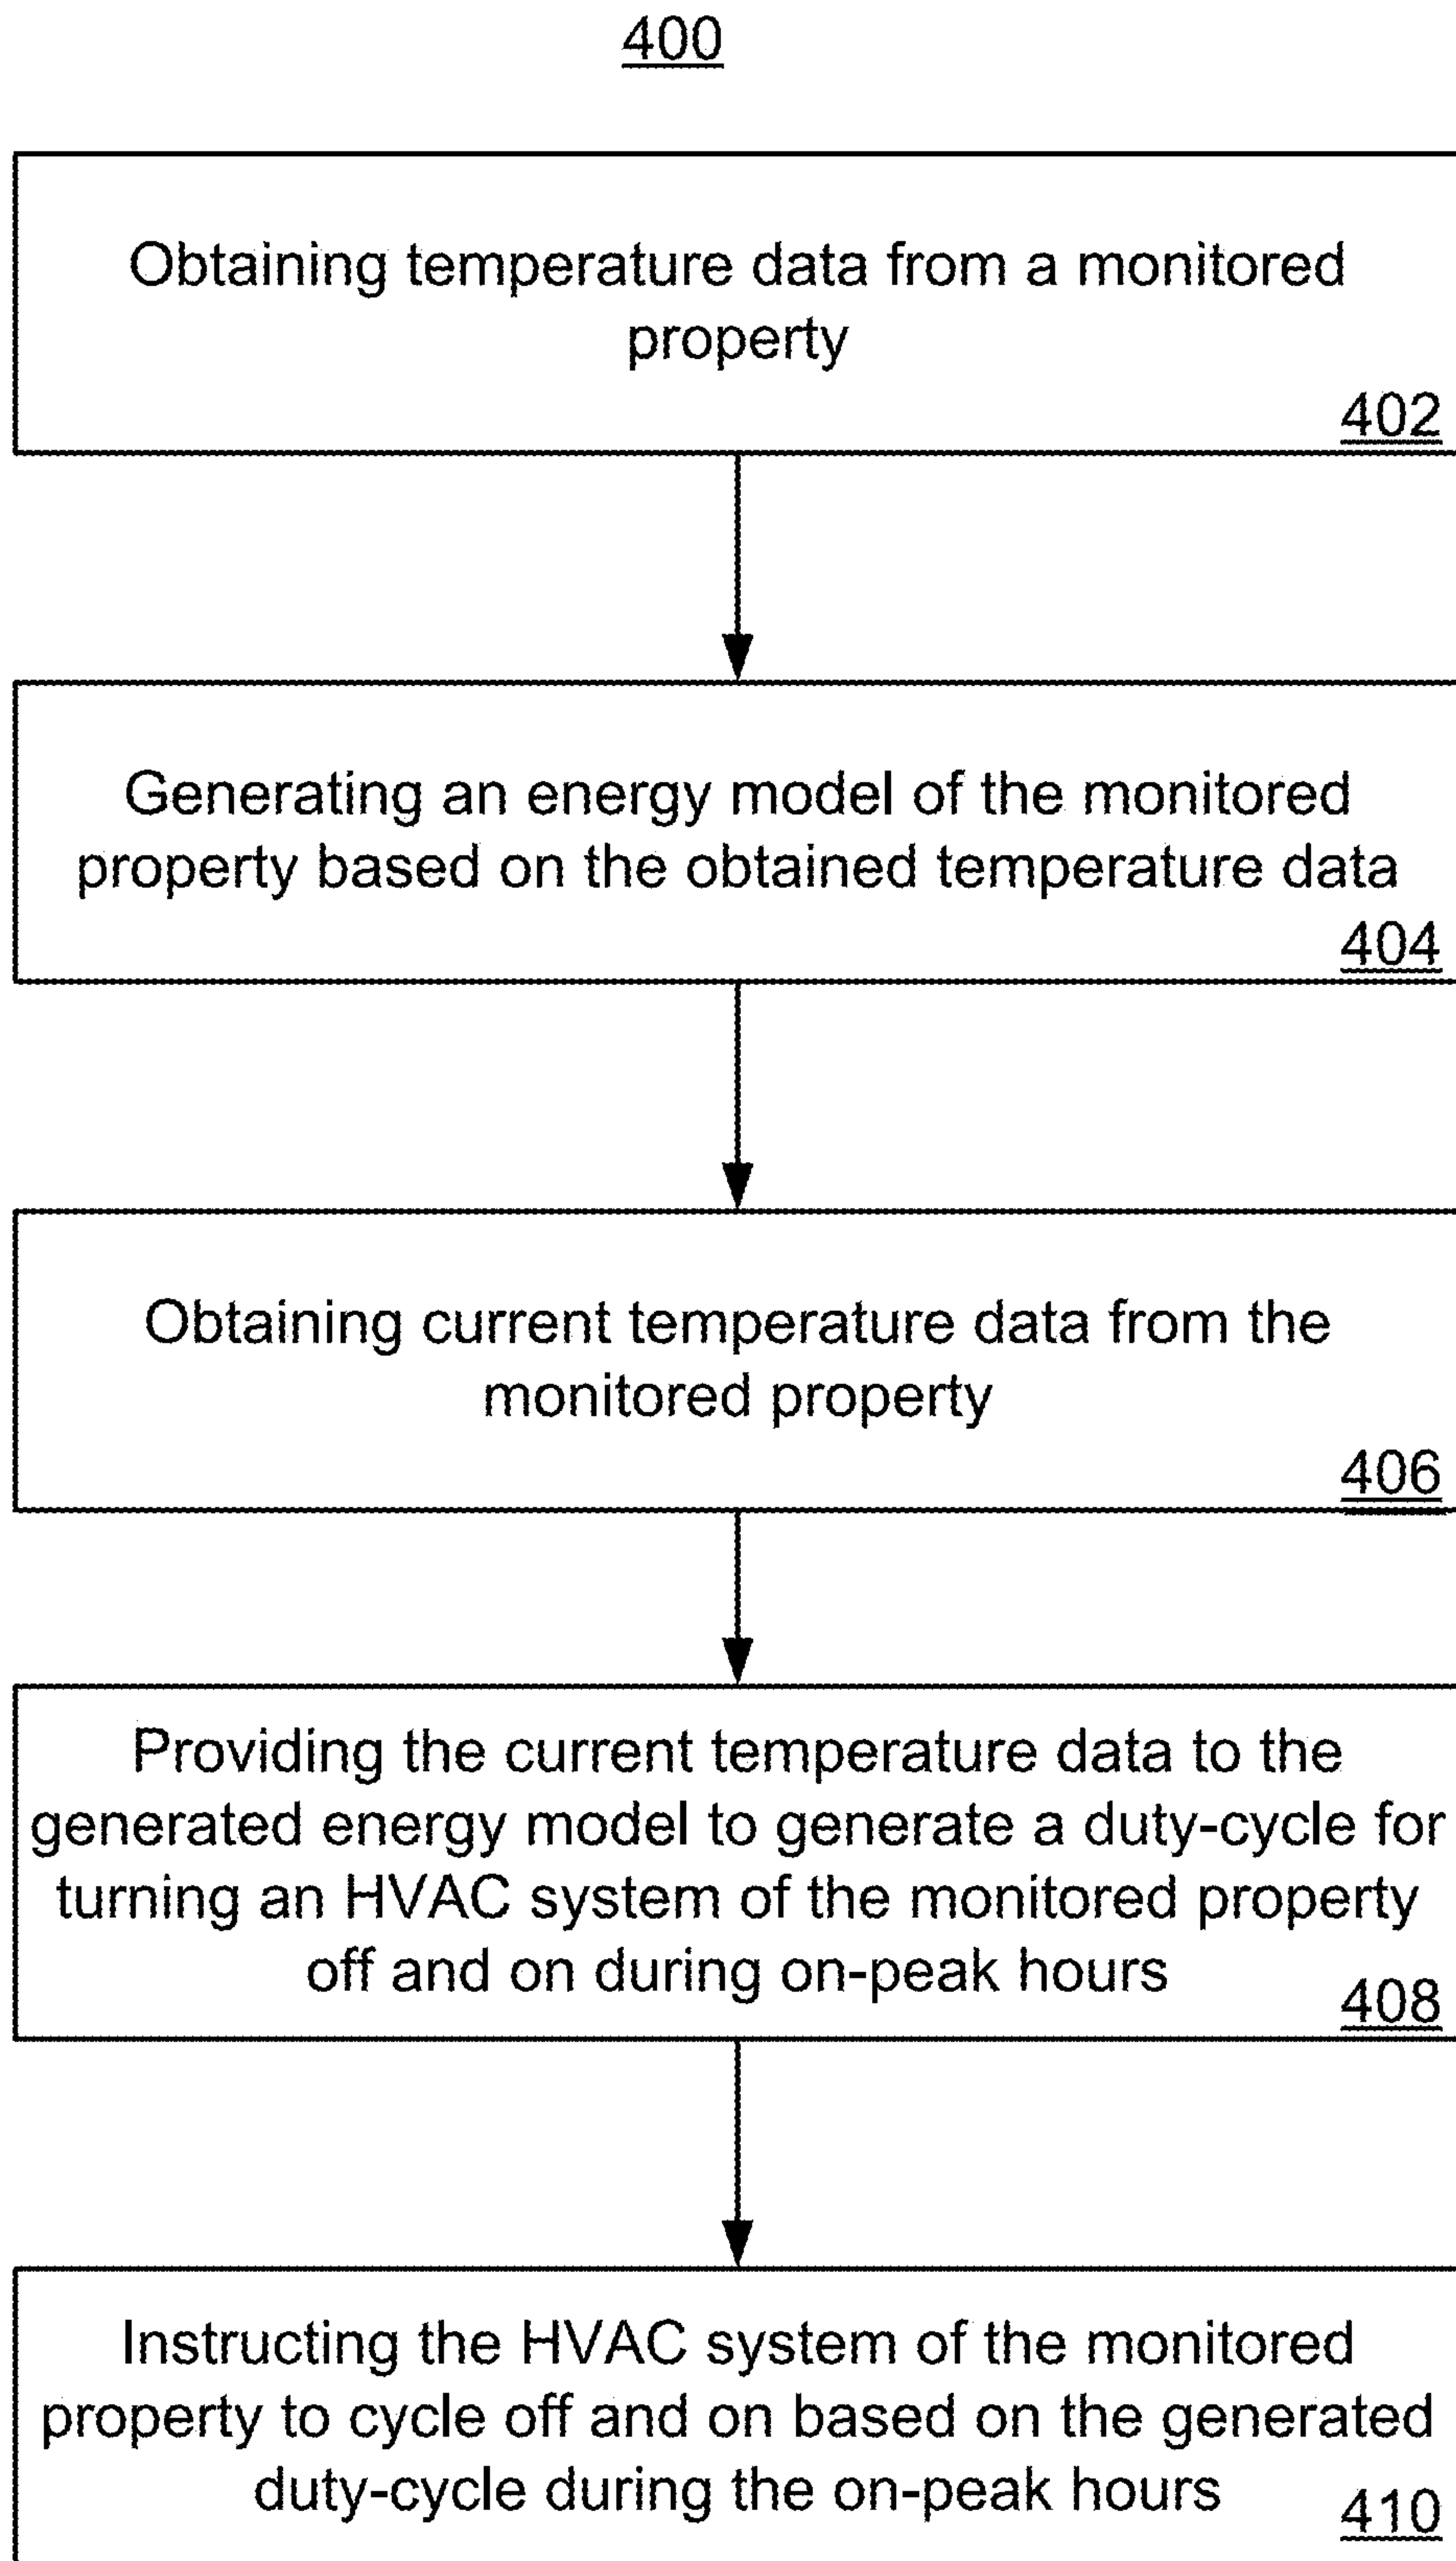 400
Obtaining temperature data from a monitored
property
402
Generating an energy model of the monitored
property based on the obtained temperature data
404
Obtaining current temperature data from the
monitored property
406
Providing the current temperature data to the
generated energy model to generate a duty-cycle for
turning an HVAC system of the monitored property
off and on during on-peak hours
408
Instructing the HVAC system of the monitored
property to cycle off and on based on the generated
duty-cycle during the on-peak hours
410